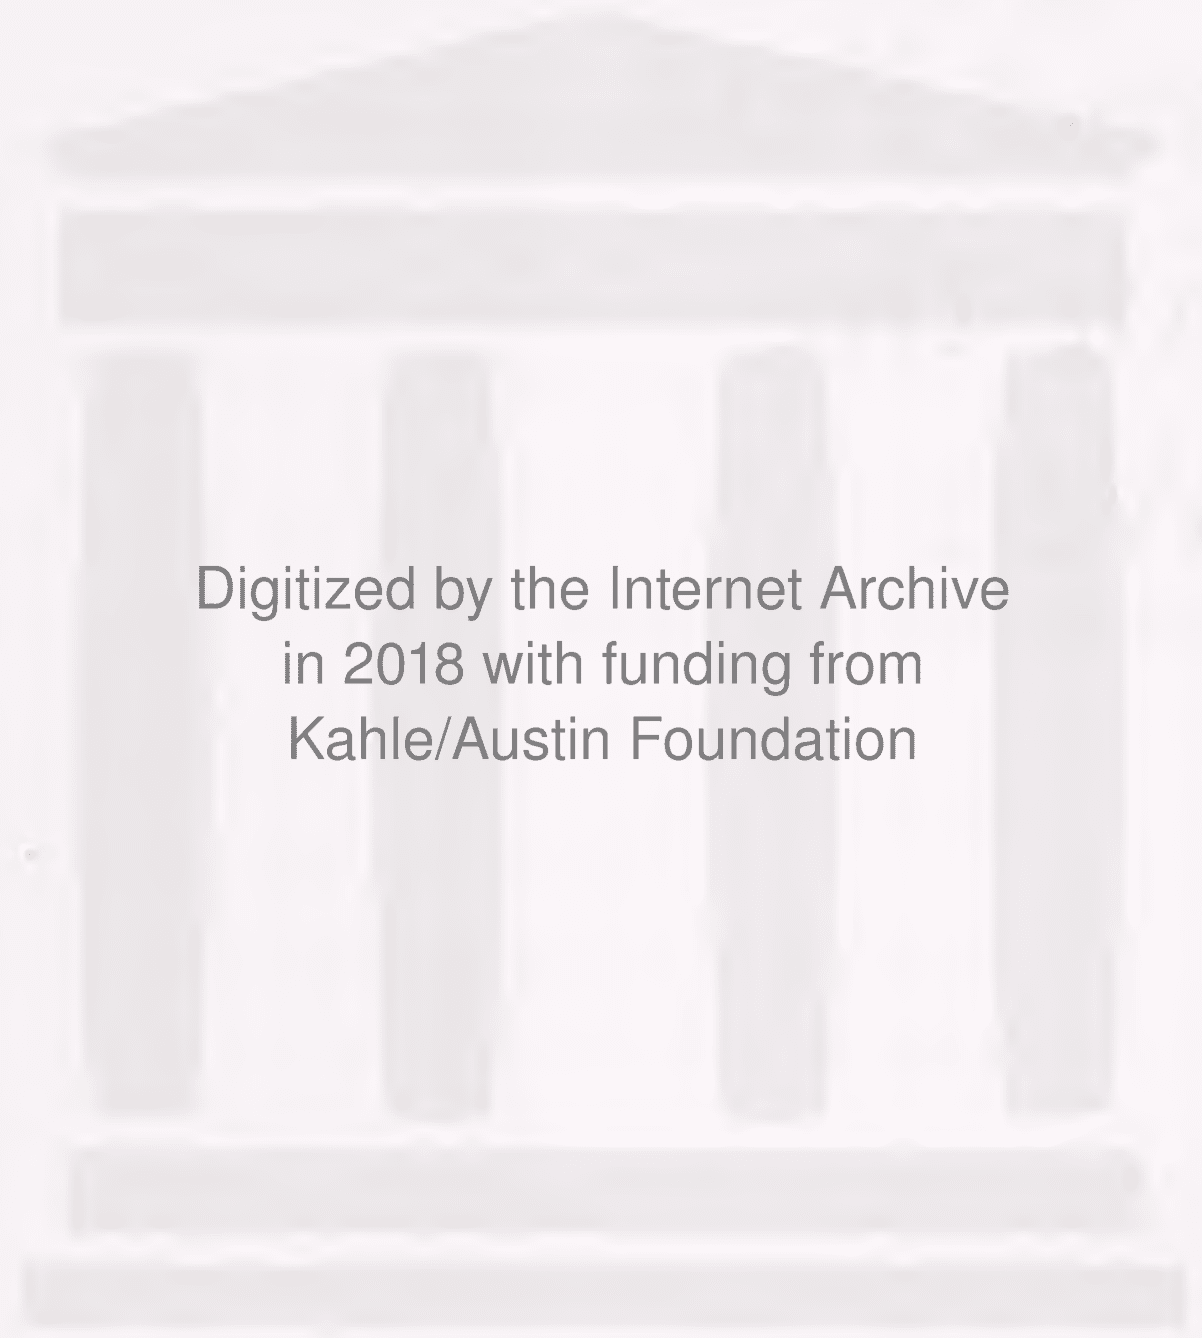 Digitized by the Internet Archive
in 2018 with funding from
Kahle/Austin Foundation